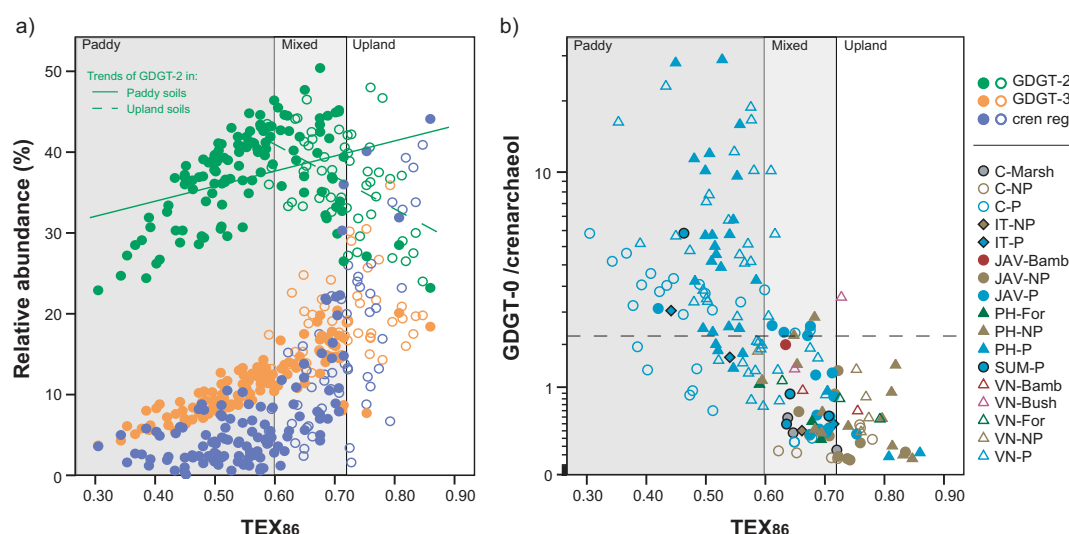 a)
Paddy
Mixed
Upland
Trends of GDGT-2 in:
Paddy soils
Upland soils
Relative abundance (%)
50
40
30
20
10
0
0.30 0.40 0.50 0.60 0.70 0.80 0.90
TEX86
b)
Paddy
Mixed
Upland
GDGT-0 /crenarchaeol
10
1
0
0.30 0.40 0.50 0.60 0.70 0.80 0.90
TEX86
GDGT-2
GDGT-3
cren reg
C-Marsh
C-NP
C-P
IT-NP
IT-P
JAV-Bamb
JAV-NP
JAV-P
PH-For
PH-NP
PH-P
SUM-P
VN-Bamb
VN-Bush
VN-For
VN-NP
VN-P